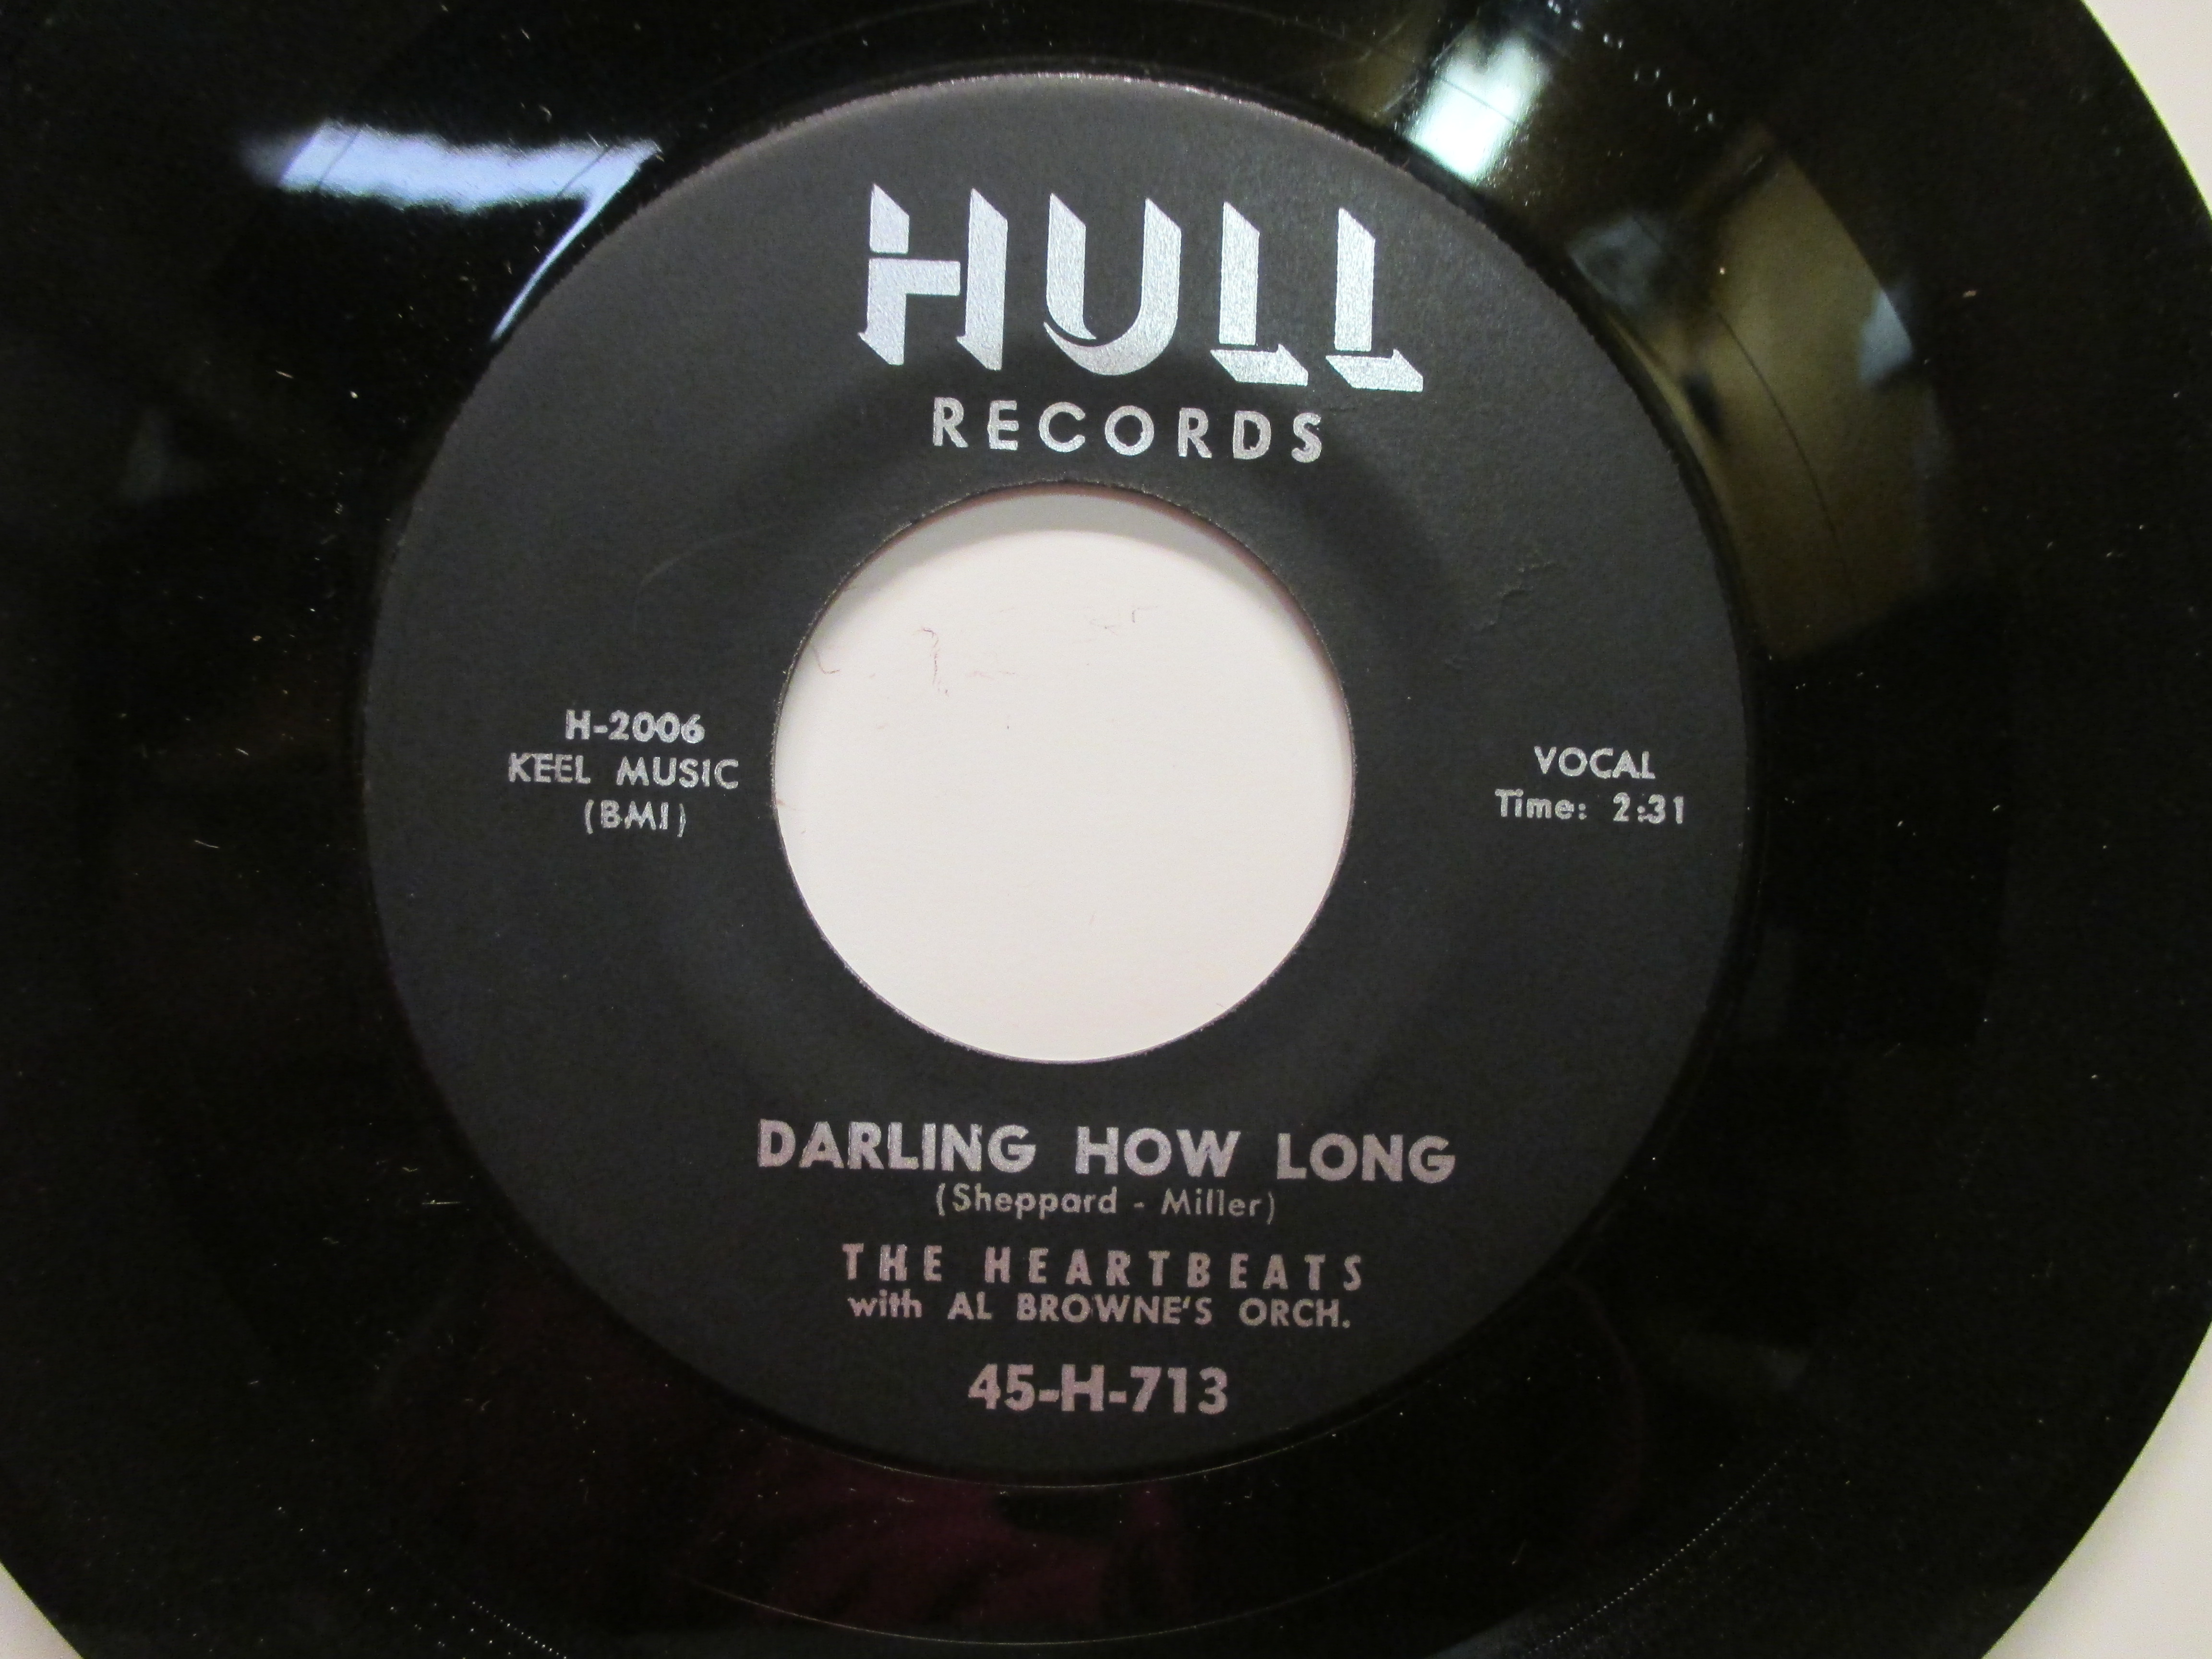 HULL
RECORDS
H-2006
KEEL MUSIC
(BMI)
VOCAL
Time: 2:31
DARLING HOW LONG
(Sheppard - Miller)
THE HEARTBEATS
with AL BROWNE'S ORCH.
45-H-713